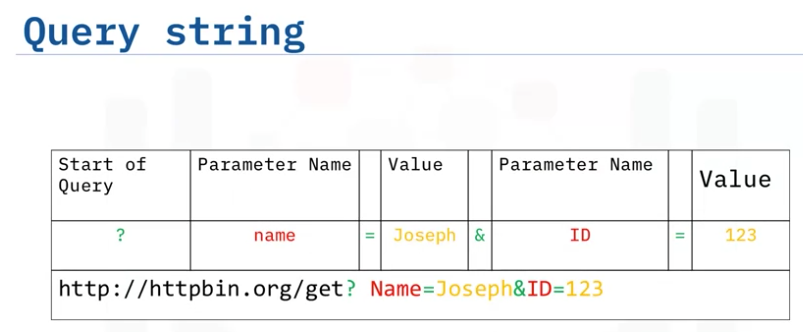 Query string
Start of Query Parameter Name Value Parameter Name Value
? name = Joseph & ID = 123
http://httpbin.org/get? Name=Joseph&ID=123